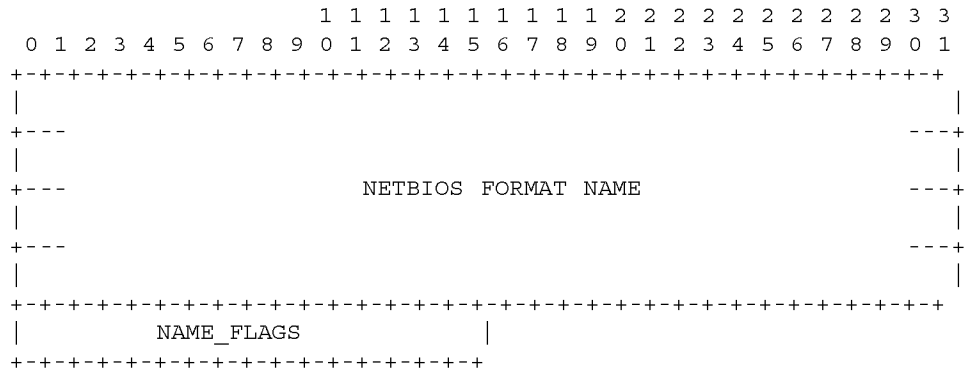 1 1 1 1 1 1 1 1 1 1 2 2 2 2 2 2 2 2 2 2 3 3
 0 1 2 3 4 5 6 7 8 9 0 1 2 3 4 5 6 7 8 9 0 1 2 3 4 5 6 7 8 9 0 1
+-+-+-+-+-+-+-+-+-+-+-+-+-+-+-+-+-+-+-+-+-+-+-+-+-+-+-+-+-+-+-+-+
|                                                                 |
+---                                                          ---+
|                                                                 |
+---                    NETBIOS FORMAT NAME                   ---+
|                                                                 |
+---                                                          ---+
|                                                                 |
+-+-+-+-+-+-+-+-+-+-+-+-+-+-+-+-+-+-+-+-+-+-+-+-+-+-+-+-+-+-+-+-+
|         NAME_FLAGS             |
+-+-+-+-+-+-+-+-+-+-+-+-+-+-+-+-+